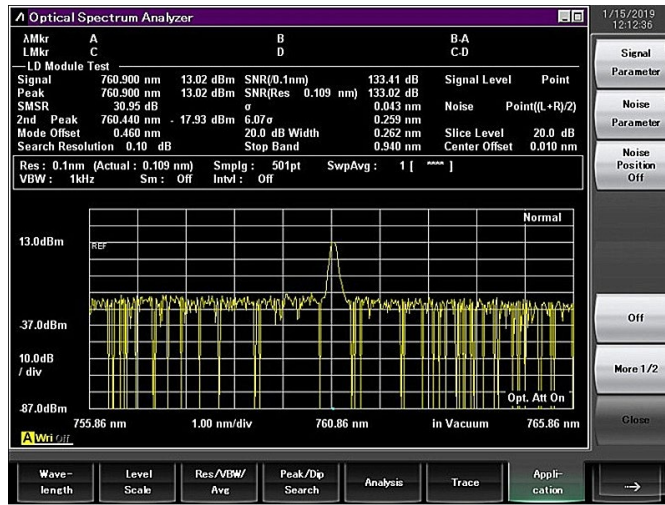 Optical Spectrum Analyzer
1/15/2019
12:12:36
λMkr A B B-A
LMkr C D C-D
LD Module Test
Signal 760.900 nm 13.02 dBm SNR(/0.1nm) 133.41 dB Signal Level Point
Peak 760.900 nm 13.02 dBm SNR(Res 0.109 nm) 133.02 dB
SMSR 30.95 dB σ 0.043 nm Noise Point((L+R)/2)
2nd Peak 760.440 nm - 17.93 dBm 6.07σ 0.259 nm
Mode Offset 0.460 nm 20.0 dB Width 0.262 nm Slice Level 20.0 dB
Search Resolution 0.10 dB Stop Band 0.940 nm Center Offset 0.010 nm
Res : 0.1nm (Actual : 0.109 nm) Smplg : 501pt SwpAvg : 1 [ **** ]
VBW : 1kHz Sm : Off Intvl : Off
Normal
13.0dBm
REF
-37.0dBm
10.0dB
/ div
-87.0dBm
Opt. Att On
755.86 nm 1.00 nm/div 760.86 nm in Vacuum 765.86 nm
A Wri Off
Signal
Parameter
Noise
Parameter
Noise
Position
Off
Off
More 1/2
Close
Wave-
length
Level
Scale
Res/VBW/
Avg
Peak/Dip
Search
Analysis
Trace
Appli-
cation
→